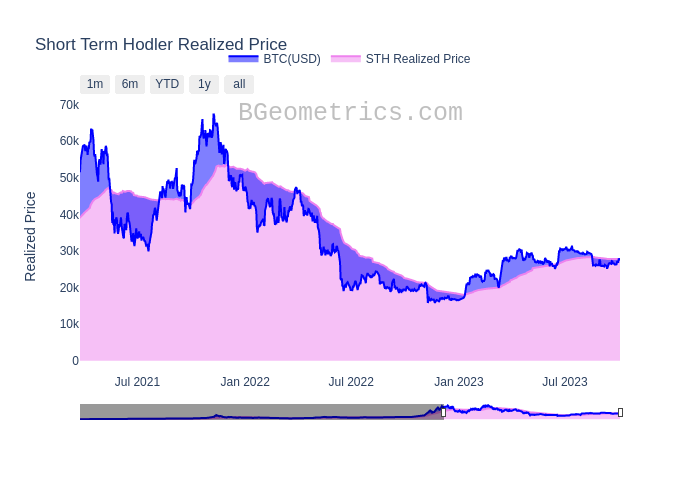 Short Term Hodler Realized Price
BTC(USD) STH Realized Price
1m 6m YTD 1y all
BGeometrics.com
70k
60k
50k
40k
30k
20k
10k
0
Realized Price
Jul 2021 Jan 2022 Jul 2022 Jan 2023 Jul 2023